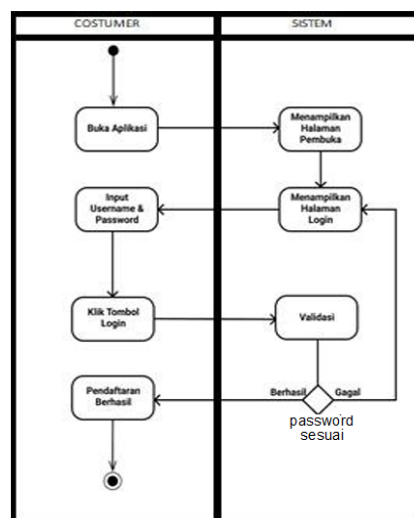 COSTUMER
SISTEM
Buka Aplikasi
Menampilkan
Halaman
Pembuka
Input
Username &
Password
Menampilkan
Halaman
Login
Klik Tombol
Login
Validasi
Pendaftaran
Berhasil
Berhasil
Gagal
password
sesuai